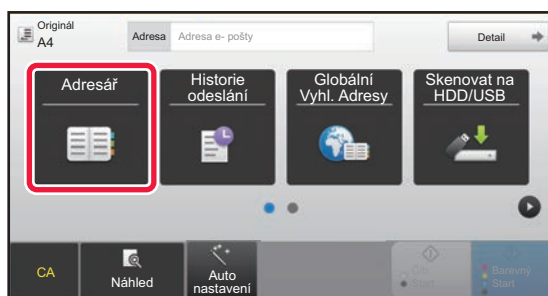 Originál
A4
Adresa
Adresa e- pošty
Detail
Adresář
Historie
odeslání
Globální
Vyhl. Adresy
Skenovat na
HDD/USB
CA
Náhled
Auto
nastavení
Start
Barevný
Start